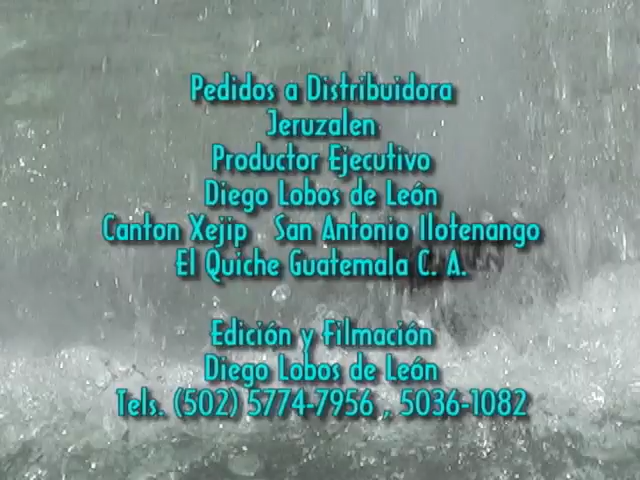 Pedidos a Distribuidora
Jeruzalen
Productor Ejecutivo
Diego Lobos de León
Canton Xejip San Antonio Ilotenango
El Quiche Guatemala C. A.
Edición y Filmación
Diego Lobos de León
Tels. (502) 5774-7956 , 5036-1082